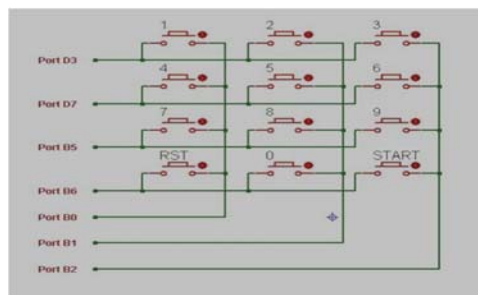 1 2 3
Port D3
4 5 6
Port D7
7 8 9
Port B5
RST 0 START
Port B6
Port B0
Port B1
Port B2